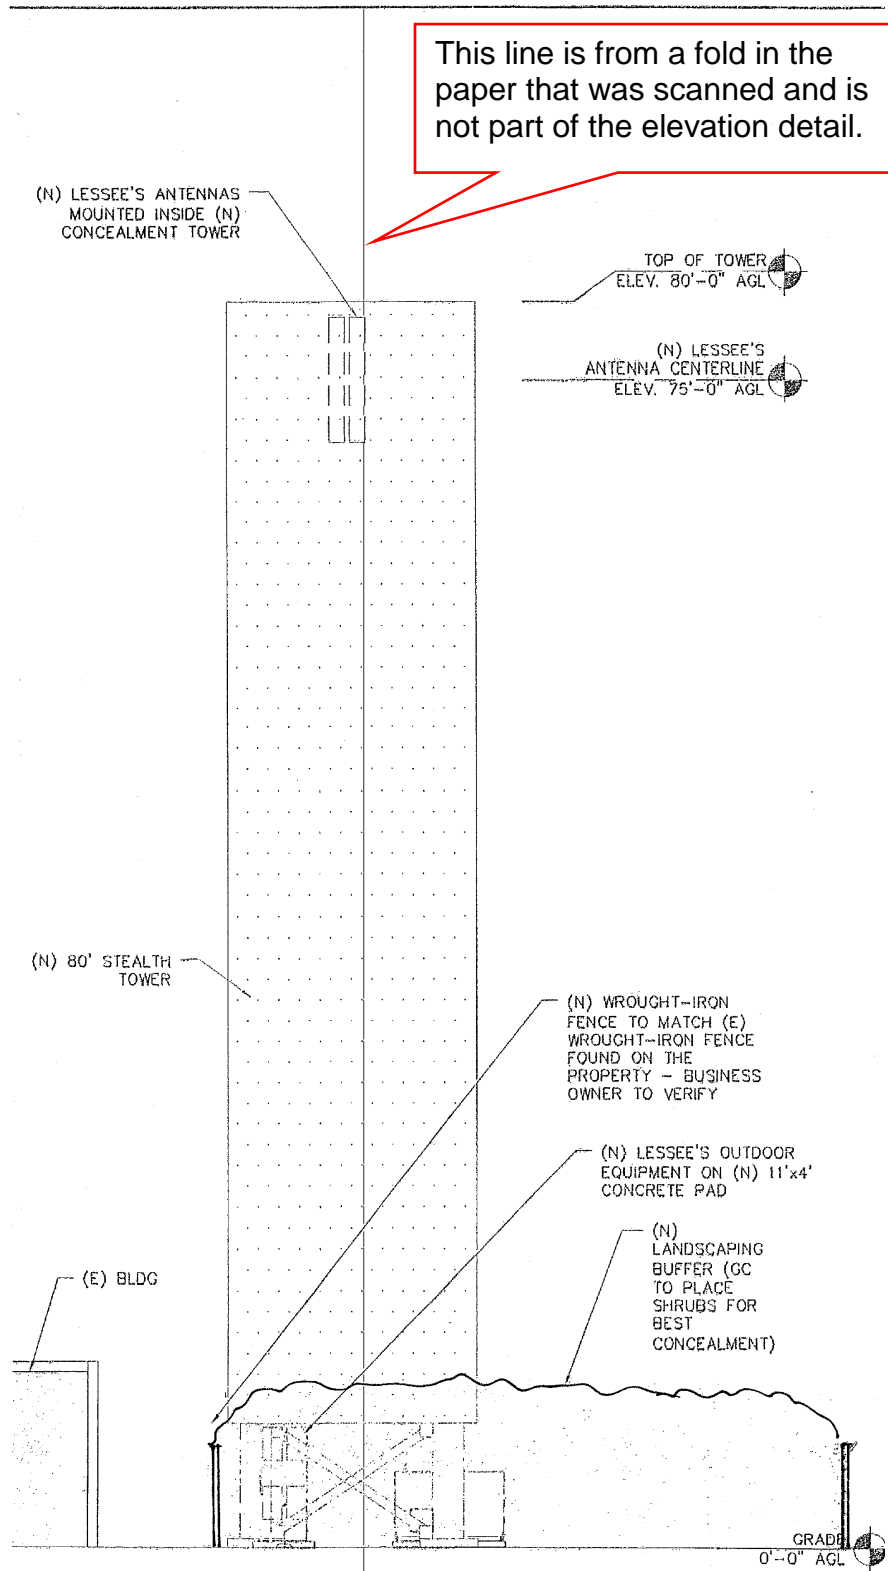 This line is from a fold in the
paper that was scanned and is
not part of the elevation detail.
(N) LESSEE'S ANTENNAS
MOUNTED INSIDE (N)
CONCEALMENT TOWER
TOP OF TOWER
ELEV. 80'-0" AGL
(N) LESSEE'S
ANTENNA CENTERLINE
ELEV. 75'-0" AGL
(N) 80' STEALTH
TOWER
(N) WROUGHT-IRON
FENCE TO MATCH (E)
WROUGHT-IRON FENCE
FOUND ON THE
PROPERTY - BUSINESS
OWNER TO VERIFY
(N) LESSEE'S OUTDOOR
EQUIPMENT ON (N) 11'x4'
CONCRETE PAD
(N)
LANDSCAPING
BUFFER (GC
TO PLACE
SHRUBS FOR
BEST
CONCEALMENT)
(E) BLDG
GRADE
0'-0" AGL